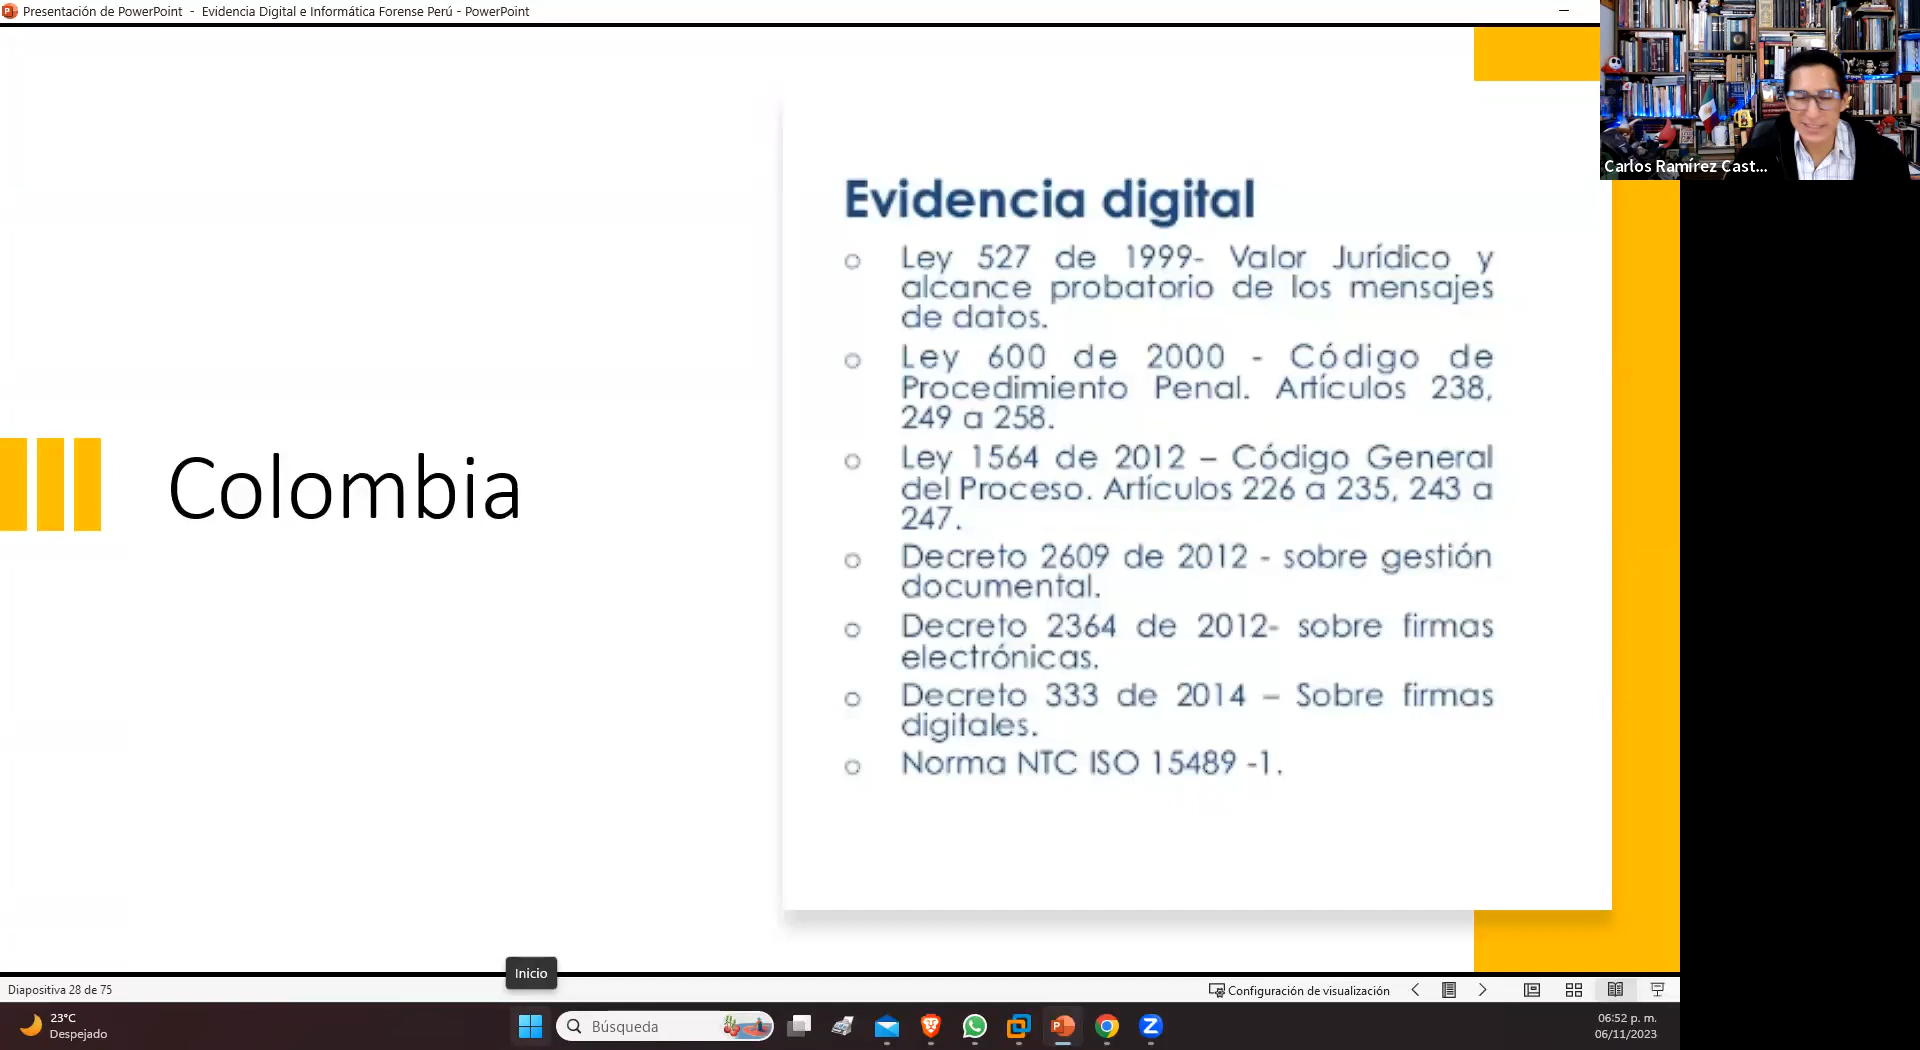 Presentación de PowerPoint - Evidencia Digital e Informática Forense Perú - PowerPoint
Carlos Ramírez Cast...
Evidencia digital
Ley 527 de 1999- Valor Jurídico y
alcance probatorio de los mensajes
de datos.
Ley 600 de 2000 - Código de
Procedimiento Penal. Artículos 238,
249 a 258.
Ley 1564 de 2012 – Código General
del Proceso. Artículos 226 a 235, 243 a
247.
Decreto 2609 de 2012 - sobre gestión
documental.
Decreto 2364 de 2012- sobre firmas
electrónicas.
Decreto 333 de 2014 – Sobre firmas
digitales.
Norma NTC ISO 15489 -1.
Colombia
Inicio
Diapositiva 28 de 75
Configuración de visualización
23°C
Despejado
Búsqueda
06:52 p. m.
06/11/2023